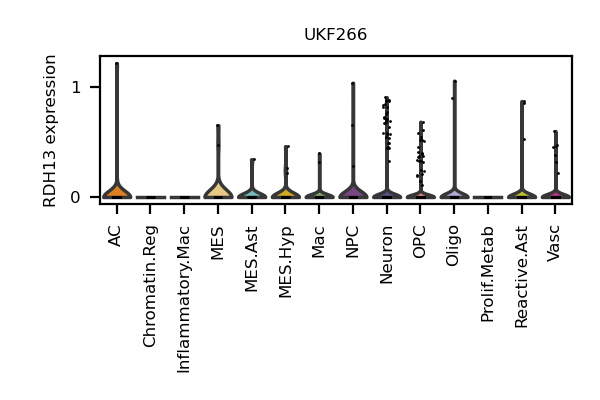 UKF266
RDH13 expression
1
0
AC
Chromatin.Reg
Inflammatory.Mac
MES
MES.Ast
MES.Hyp
Mac
NPC
Neuron
OPC
Oligo
Prolif.Metab
Reactive.Ast
Vasc